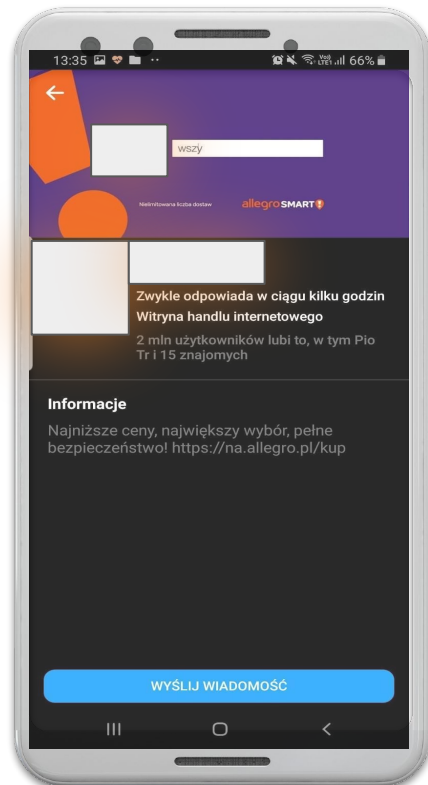 13:35 66%
wszy
Nielimitowana liczba dostaw allegro SMART!
Zwykle odpowiada w ciągu kilku godzin
Witryna handlu internetowego
2 mln użytkowników lubi to, w tym Pio
Tr i 15 znajomych
Informacje
Najniższe ceny, największy wybór, pełne
bezpieczeństwo! https://na.allegro.pl/kup
WYŚLIJ WIADOMOŚĆ